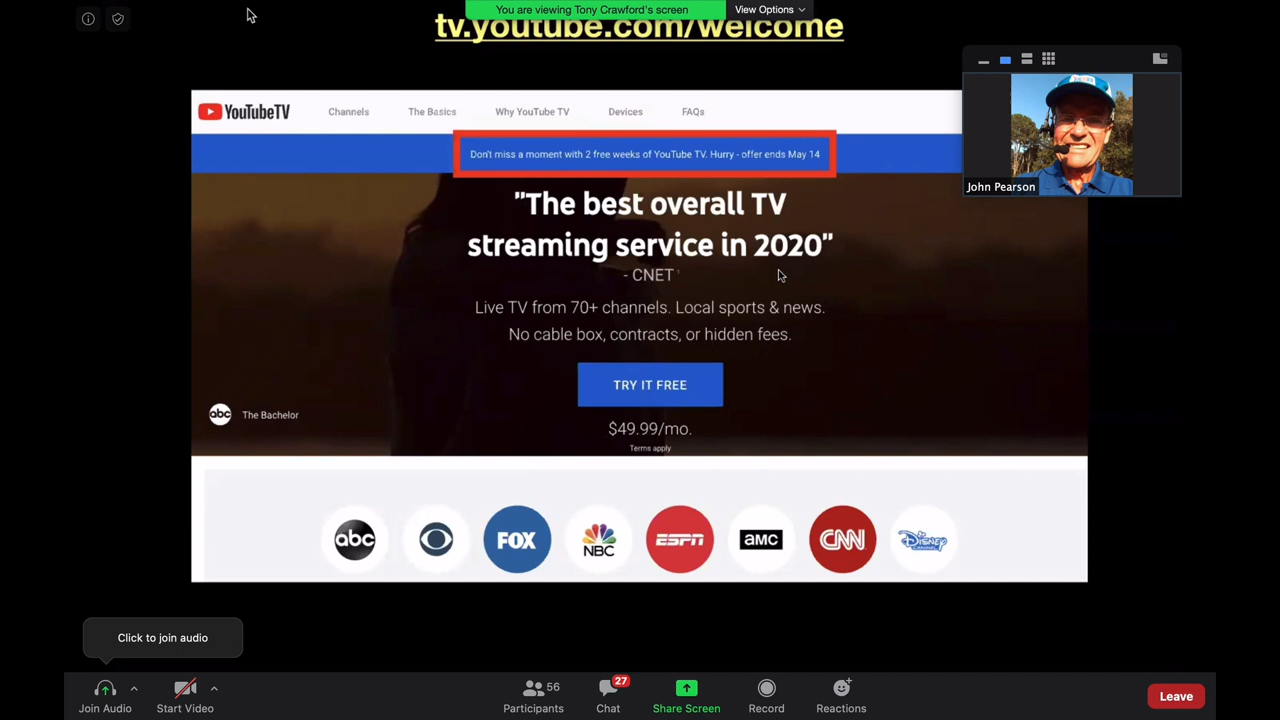 You are viewing Tony Crawford's screen
View Options
tv.youtube.com/welcome
YouTubeTV
Channels
The Basics
Why YouTube TV
Devices
FAQs
Don't miss a moment with 2 free weeks of YouTube TV. Hurry - offer ends May 14
John Pearson
"The best overall TV
streaming service in 2020"
- CNET
Live TV from 70+ channels. Local sports & news.
No cable box, contracts, or hidden fees.
TRY IT FREE
abc
The Bachelor
$49.99/mo.
Terms apply
abc
FOX
NBC
ESPN
aMC
CNN
Disney
CHANNEL
Click to join audio
Join Audio
Start Video
56
Participants
27
Chat
Share Screen
Record
Reactions
Leave